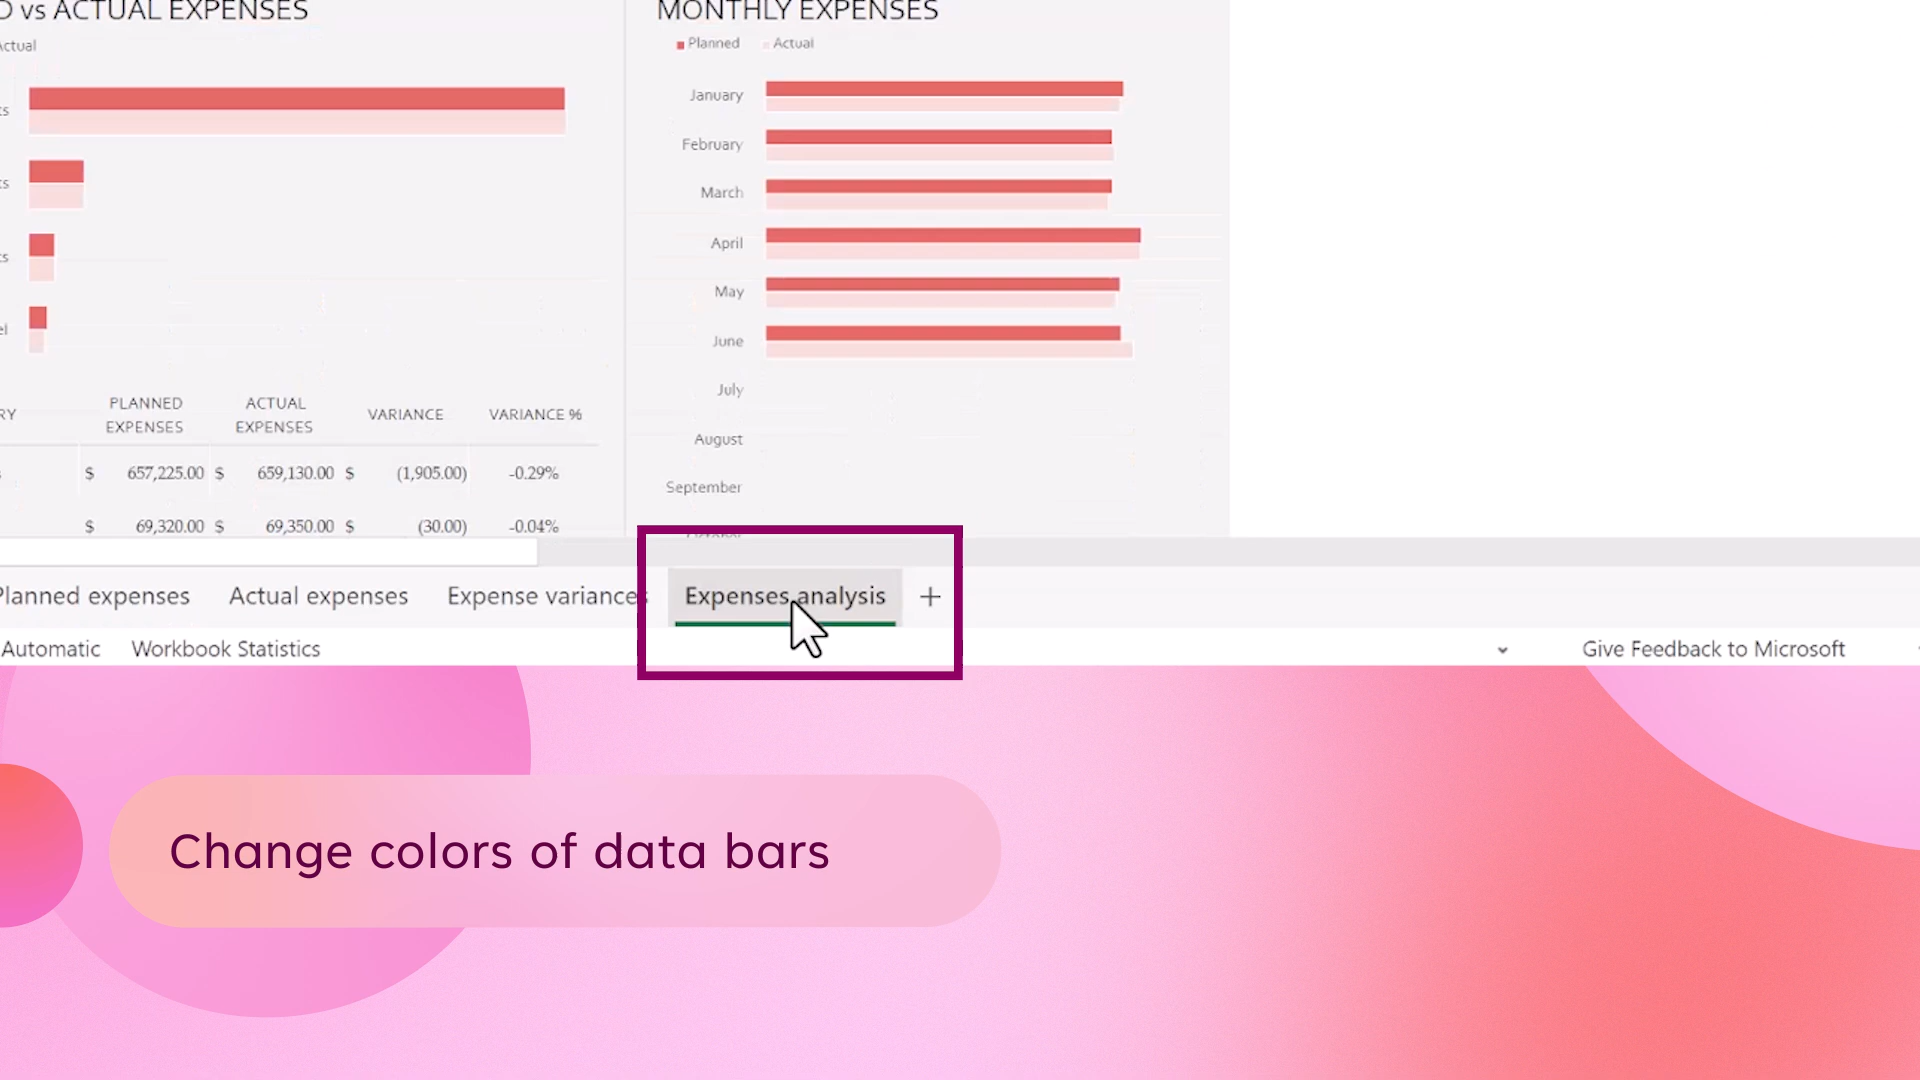 vs ACTUAL EXPENSES
Actual
PLANNED EXPENSES
ACTUAL EXPENSES
VARIANCE
VARIANCE %
$ 657,225.00 $ 659,130.00 $ (1,905.00) -0.29%
$ 69,320.00 $ 69,350.00 $ (30.00) -0.04%
MONTHLY EXPENSES
Planned Actual
January
February
March
April
May
June
July
August
September
Planned expenses Actual expenses Expense variances Expenses analysis +
Automatic Workbook Statistics Give Feedback to Microsoft
Change colors of data bars